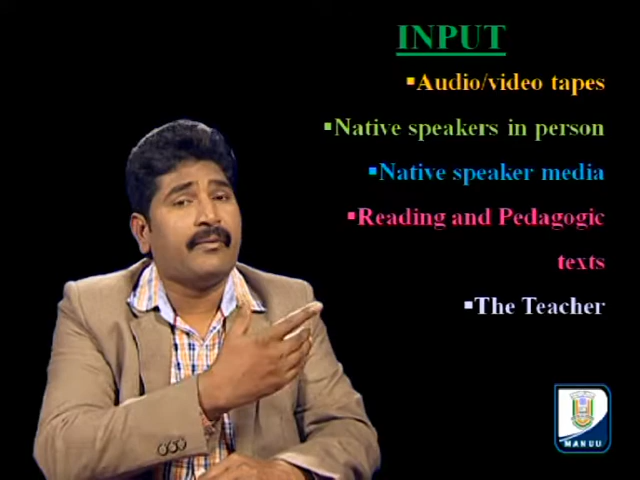 INPUT
▪Audio/video tapes
▪Native speakers in person
▪Native speaker media
▪Reading and Pedagogic
texts
▪The Teacher
MANUU